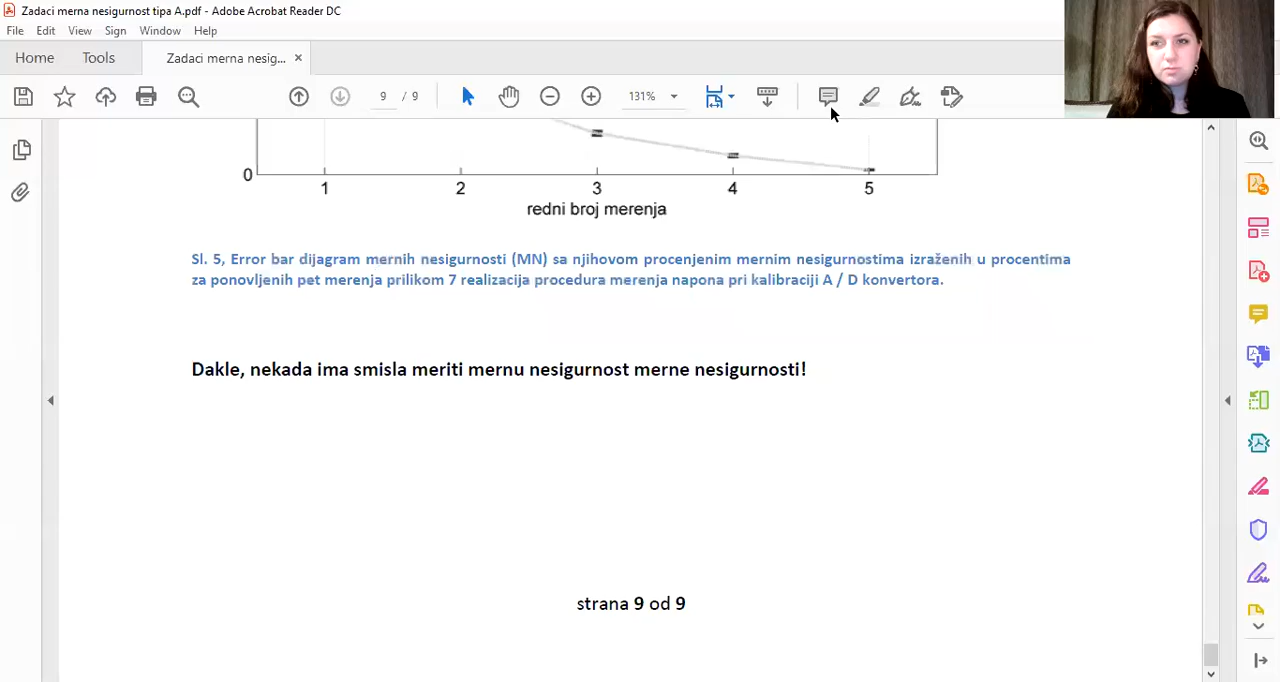 Zadaci merna nesigurnost tipa A.pdf - Adobe Acrobat Reader DC
File Edit View Sign Window Help
Home Tools Zadaci merna nesig... ×
9 / 9 131%
0
1 2 3 4 5
redni broj merenja
Sl. 5, Error bar dijagram mernih nesigurnosti (MN) sa njihovom procenjenim mernim nesigurnostima izraženih u procentima
za ponovljenih pet merenja prilikom 7 realizacija procedura merenja napona pri kalibraciji A / D konvertora.
Dakle, nekada ima smisla meriti mernu nesigurnost merne nesigurnosti!
strana 9 od 9